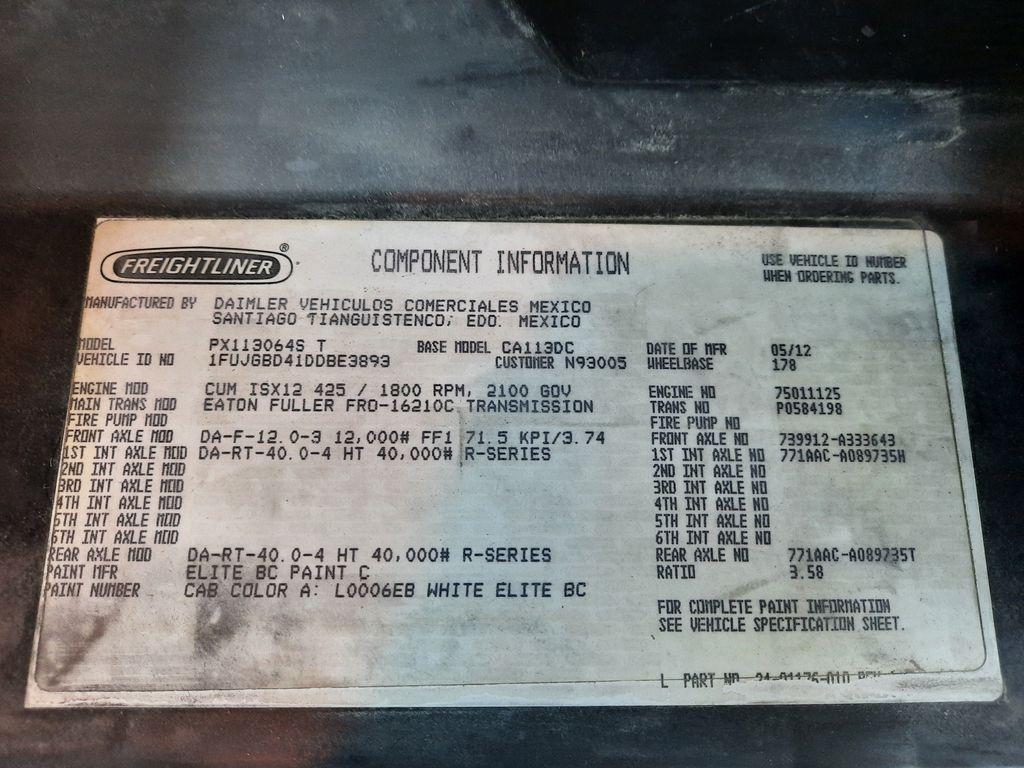 FREIGHTLINER ®
COMPONENT INFORMATION
USE VEHICLE ID NUMBER
WHEN ORDERING PARTS.
MANUFACTURED BY DAIMLER VEHICULOS COMERCIALES MEXICO
SANTIAGO TIANGUISTENCO, EDO. MEXICO
MODEL PX113064S T BASE MODEL CA113DC DATE OF MFR 05/12
VEHICLE ID NO 1FUJGBD41DDBE3893 CUSTOMER N93005 WHEELBASE 178
ENGINE MOD CUM ISX12 425 / 1800 RPM, 2100 GOV ENGINE NO 75011125
MAIN TRANS MOD EATON FULLER FRO-16210C TRANSMISSION TRANS NO P0584198
FIRE PUMP MOD FIRE PUMP NO
FRONT AXLE MOD DA-F-12.0-3 12,000# FF1 71.5 KPI/3.74 FRONT AXLE NO 739912-A333643
1ST INT AXLE MOD DA-RT-40.0-4 HT 40,000# R-SERIES 1ST INT AXLE NO 771AAC-A089735H
2ND INT AXLE MOD 2ND INT AXLE NO
3RD INT AXLE MOD 3RD INT AXLE NO
4TH INT AXLE MOD 4TH INT AXLE NO
5TH INT AXLE MOD 5TH INT AXLE NO
6TH INT AXLE MOD 6TH INT AXLE NO
REAR AXLE MOD DA-RT-40.0-4 HT 40,000# R-SERIES REAR AXLE NO 771AAC-A089735T
PAINT MFR ELITE BC PAINT C RATIO 3.58
PAINT NUMBER CAB COLOR A: L0006EB WHITE ELITE BC
FOR COMPLETE PAINT INFORMATION
SEE VEHICLE SPECIFICATION SHEET.
L PART NO 24-01176-010